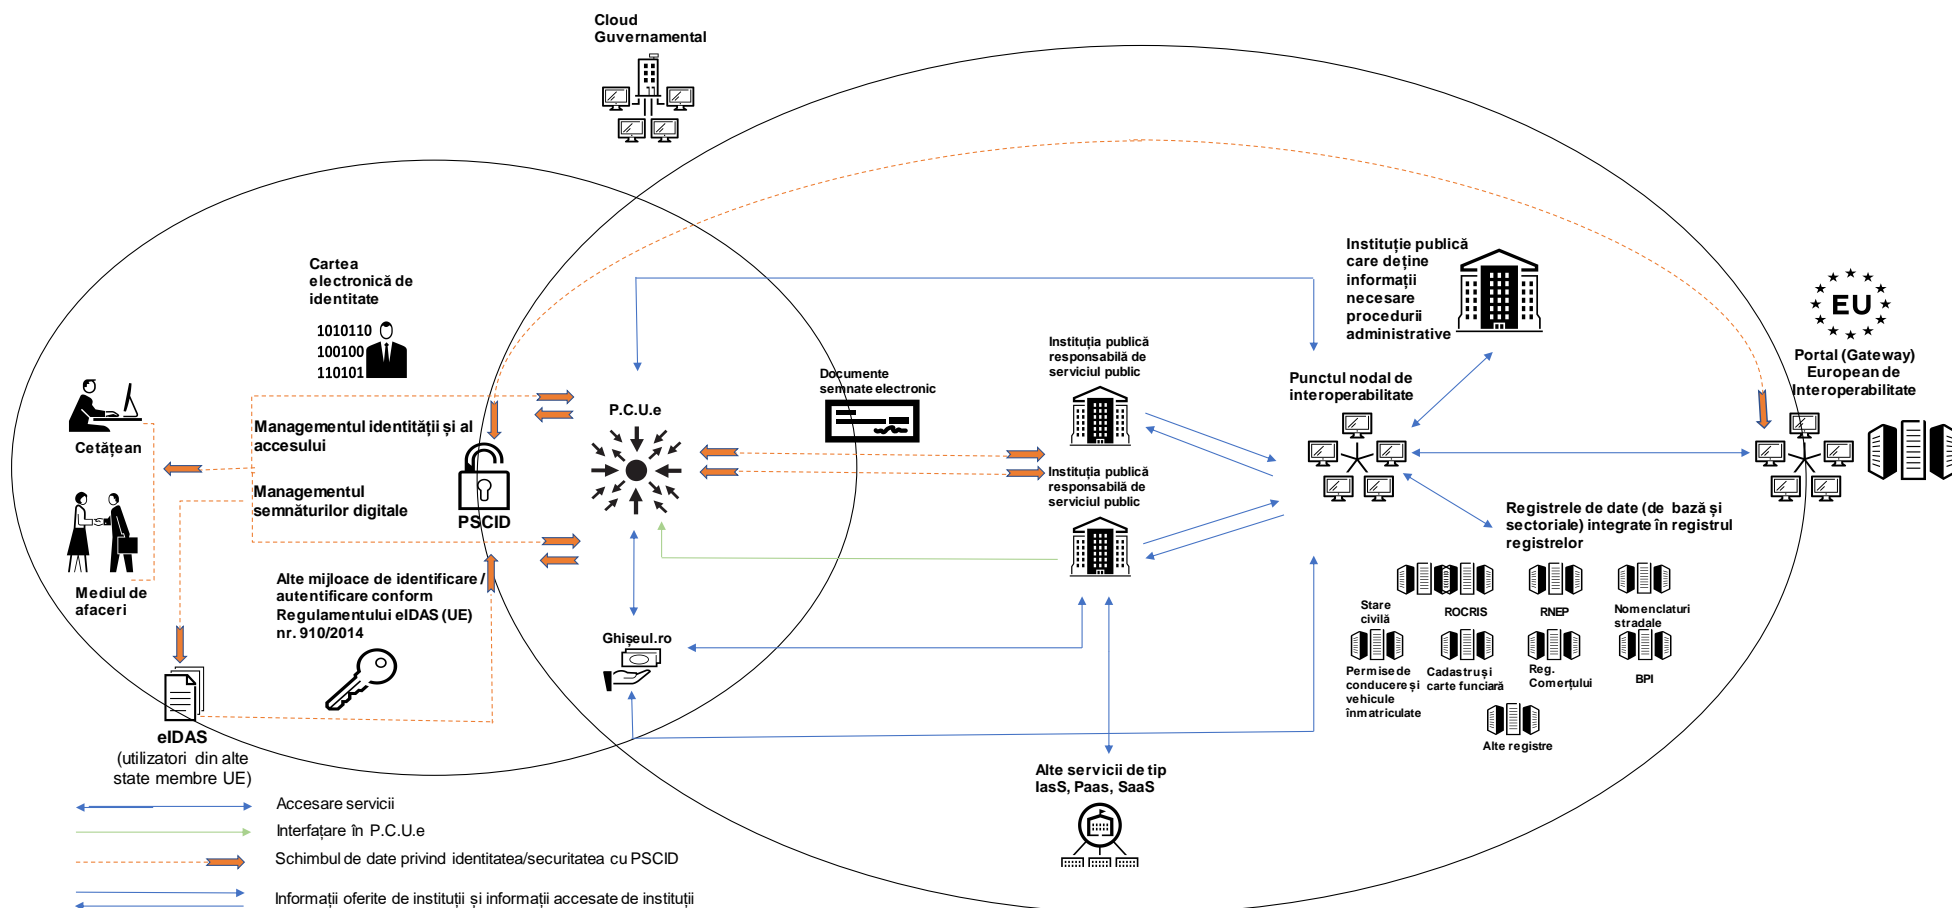 Cloud
Guvernamental
Cartea
electronică de
identitate
1010110
100100
110101
Cetățean
Mediul de
afaceri
Managementul identității și al
accesului
Managementul
semnăturilor digitale
PSCID
Alte mijloace de identificare /
autentificare conform
Regulamentului eIDAS (UE)
nr. 910/2014
eIDAS
(utilizatori din alte
state membre UE)
P.C.U.e
Ghișeul.ro
Documente
semnate electronic
Instituția publică
responsabilă de
serviciul public
Instituția publică
responsabilă de
serviciul public
Alte servicii de tip
IasS, Paas, SaaS
Instituție publică
care deține
informații
necesare
procedurii
administrative
Punctul nodal de
interoperabilitate
EU
Portal (Gateway)
European de
Interoperabilitate
Registrele de date (de bază și
sectoriale) integrate în registrul
registrelor
Stare
civilă
ROCRIS
RNEP
Nomenclaturi
stradale
Permise de
conducere și
vehicule
înmatriculate
Cadastru și
carte funciară
Reg.
Comerțului
BPI
Alte registre
Accesare servicii
Interfațare în P.C.U.e
Schimbul de date privind identitatea/securitatea cu PSCID
Informații oferite de instituții și informații accesate de instituții